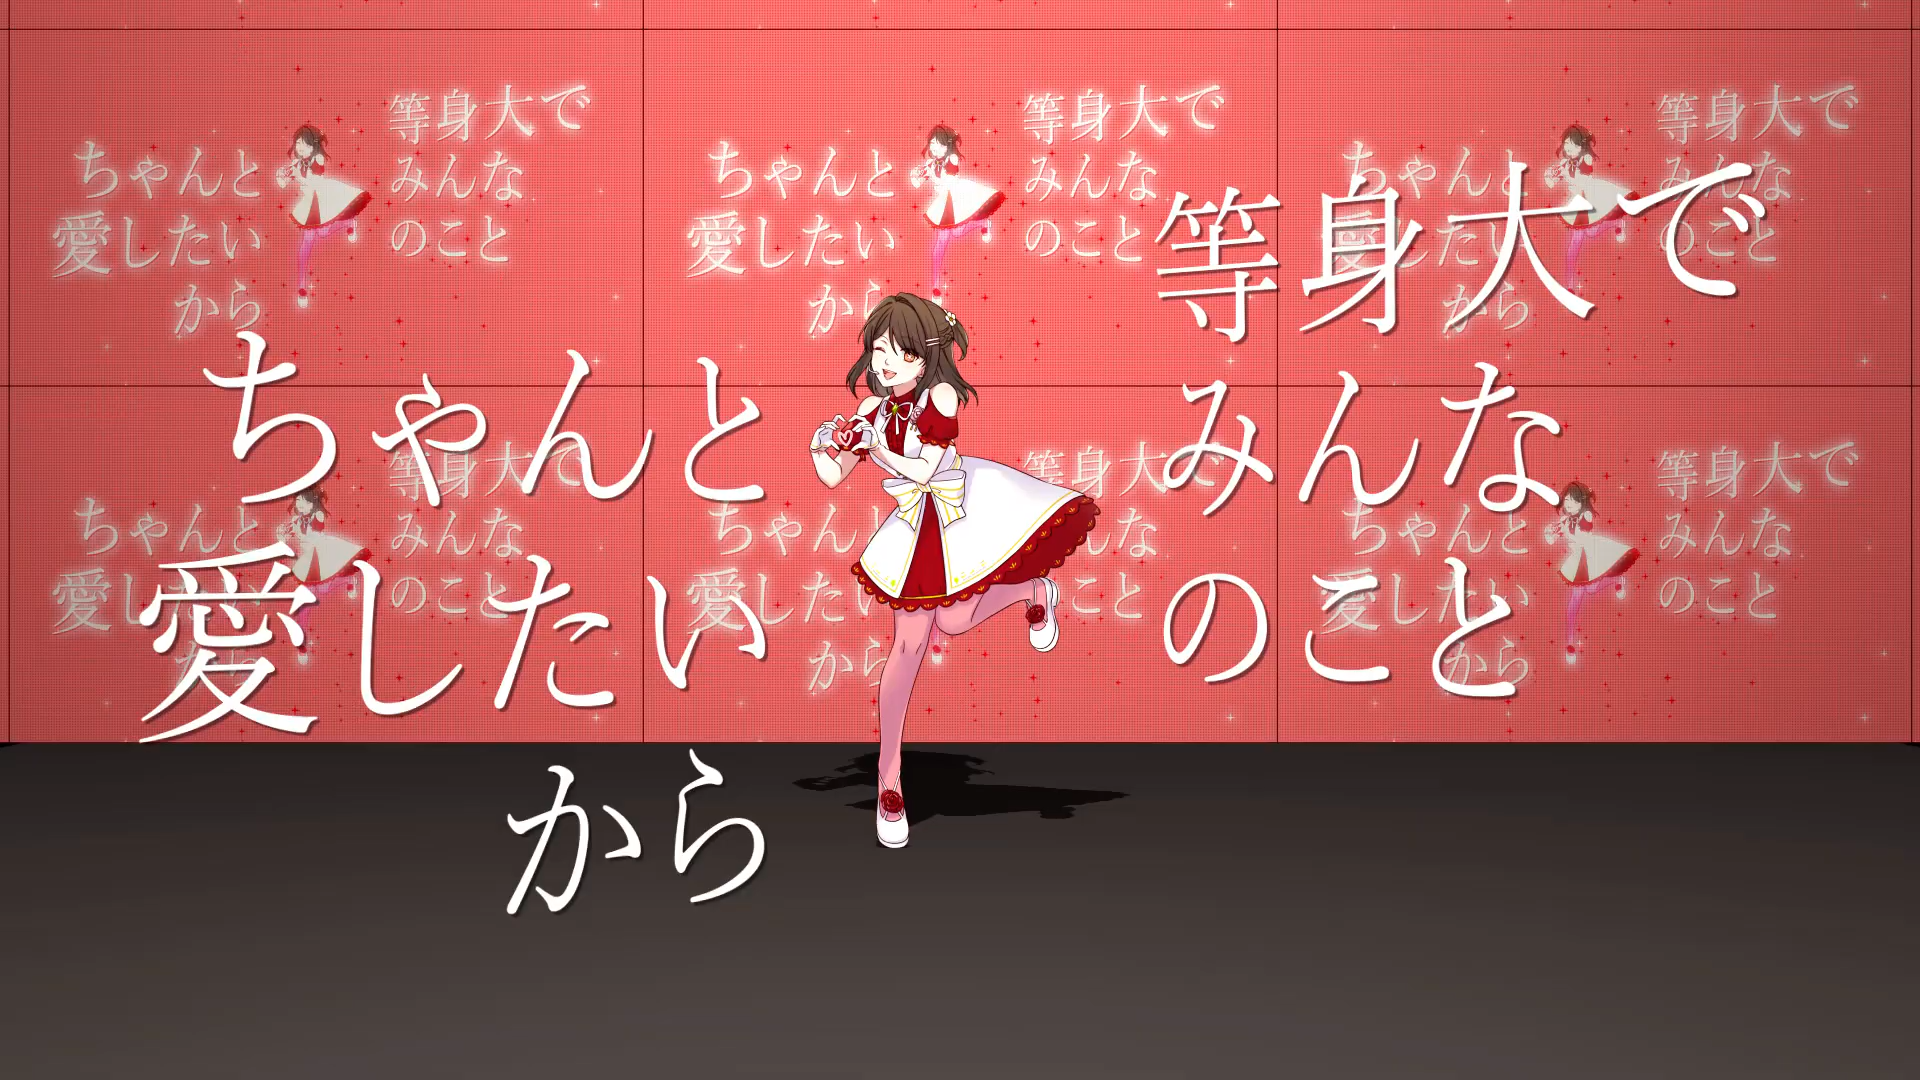 等身大で
みんな
のこと
ちゃんと
愛したい
から